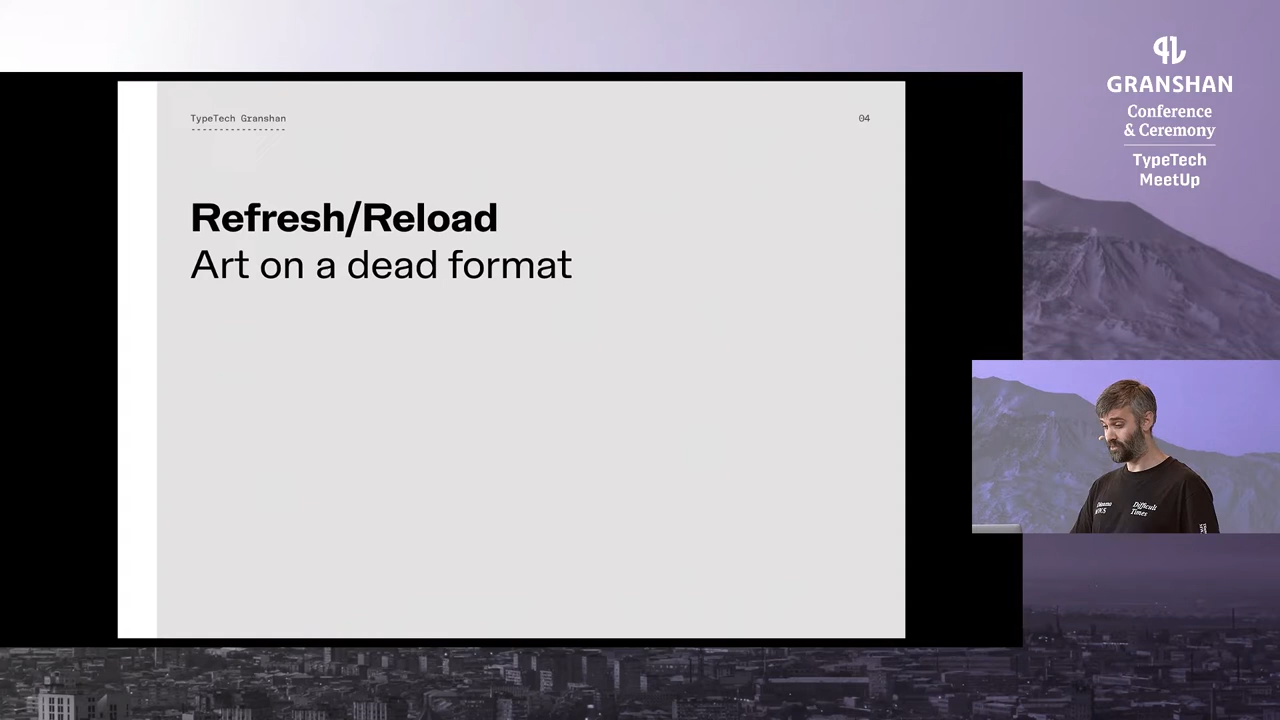 TypeTech Granshan
04
Refresh/Reload
Art on a dead format
GRANSHAN
Conference
& Ceremony
TypeTech
MeetUp
Difficult
Times